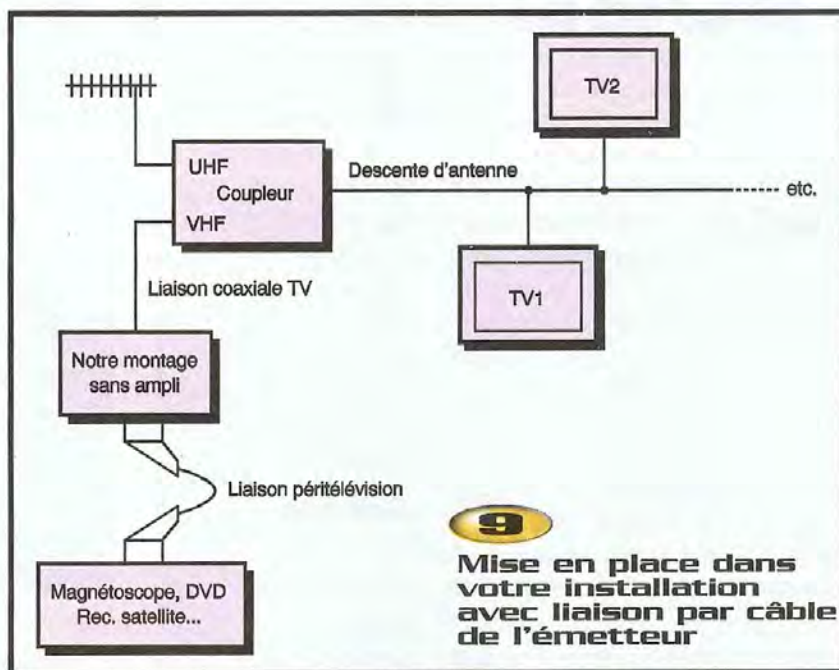 TV2
UHF
Coupleur
VHF
Descente d'antenne
etc.
TV1
Liaison coaxiale TV
Notre montage
sans ampli
Liaison péritélévision
Magnétoscope, DVD
Rec. satellite...
9
Mise en place dans
votre installation
avec liaison par câble
de l'émetteur